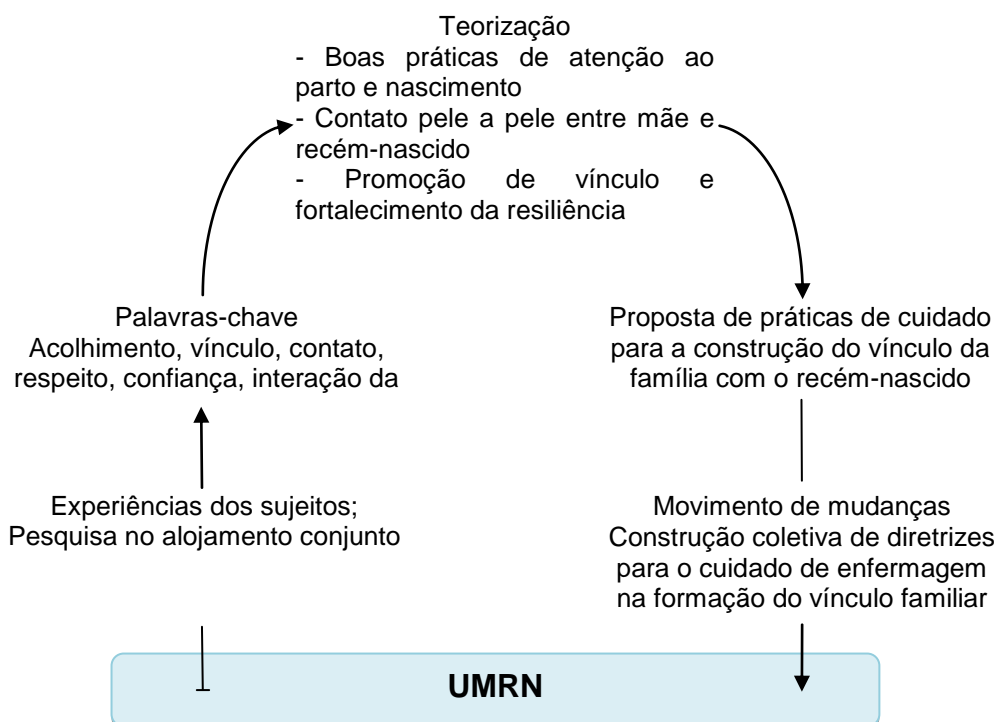 Teorização
- Boas práticas de atenção ao
parto e nascimento
- Contato pele a pele entre mãe e
recém-nascido
- Promoção de vínculo e
fortalecimento da resiliência
Palavras-chave
Acolhimento, vínculo, contato,
respeito, confiança, interação da
Proposta de práticas de cuidado
para a construção do vínculo da
família com o recém-nascido
Experiências dos sujeitos;
Pesquisa no alojamento conjunto
Movimento de mudanças
Construção coletiva de diretrizes
para o cuidado de enfermagem
na formação do vínculo familiar
UMRN